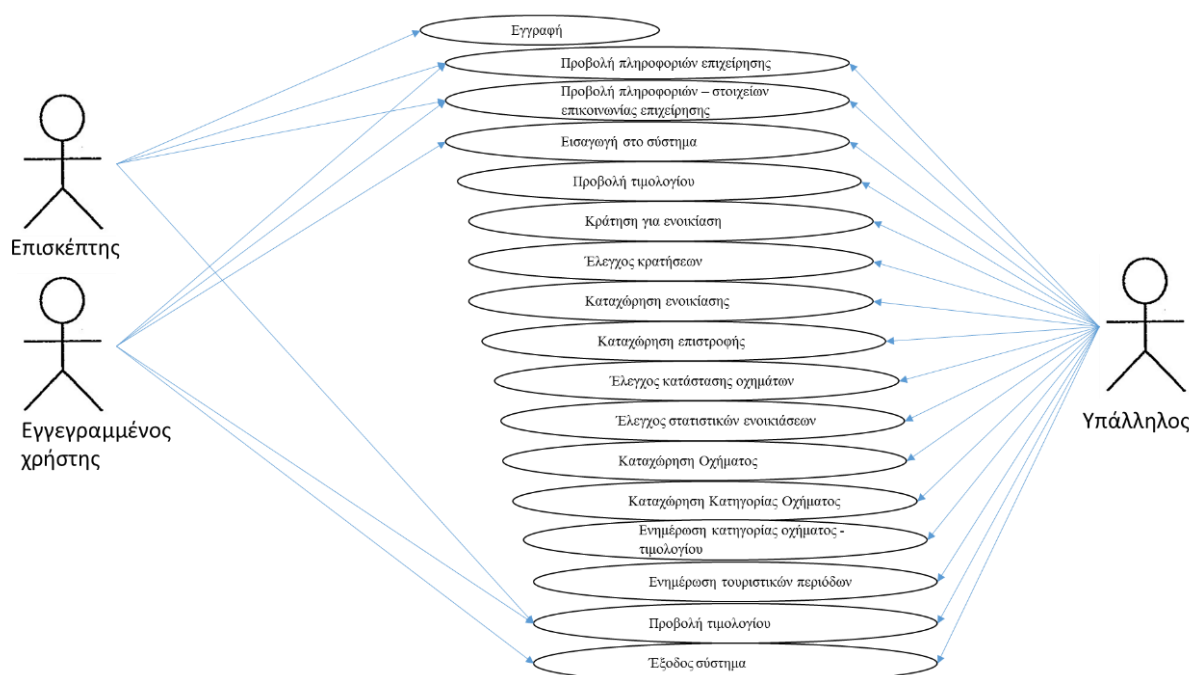 Εγγραφή
Προβολή πληροφοριών επιχείρησης
Προβολή πληροφοριών – στοιχείων
επικοινωνίας επιχείρησης
Εισαγωγή στο σύστημα
Προβολή τιμολογίου
Κράτηση για ενοικίαση
Έλεγχος κρατήσεων
Καταχώρηση ενοικίασης
Καταχώρηση επιστροφής
Έλεγχος κατάστασης οχημάτων
Έλεγχος στατιστικών ενοικιάσεων
Καταχώρηση Οχήματος
Καταχώρηση Κατηγορίας Οχήματος
Ενημέρωση κατηγορίας οχήματος -
τιμολογίου
Ενημέρωση τουριστικών περιόδων
Προβολή τιμολογίου
Έξοδος σύστημα
Επισκέπτης
Εγγεγραμμένος
χρήστης
Υπάλληλος